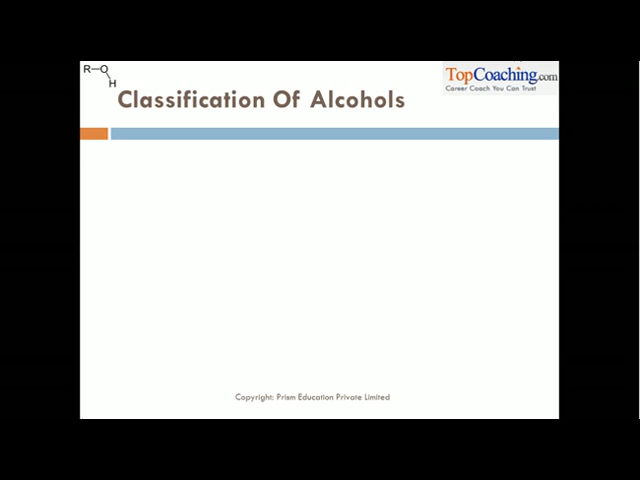 R—O
H
Classification Of Alcohols
TopCoaching.com
Career Coach You Can Trust
Copyright: Prism Education Private Limited